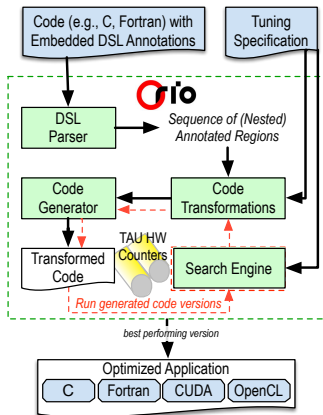 Code (e.g., C, Fortran) with
Embedded DSL Annotations
Tuning
Specification
Orio
DSL
Parser
Sequence of (Nested)
Annotated Regions
Code
Generator
Code
Transformations
TAU HW
Counters
Transformed
Code
Search Engine
Run generated code versions
best performing version
Optimized Application
C
Fortran
CUDA
OpenCL